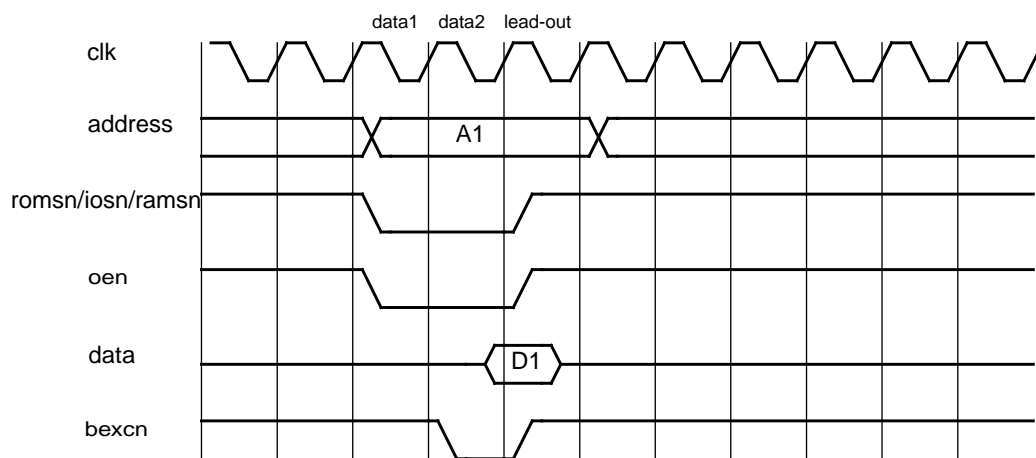 data1 data2 lead-out
clk
address
A1
romsn/iosn/ramsn
oen
data
D1
bexcn